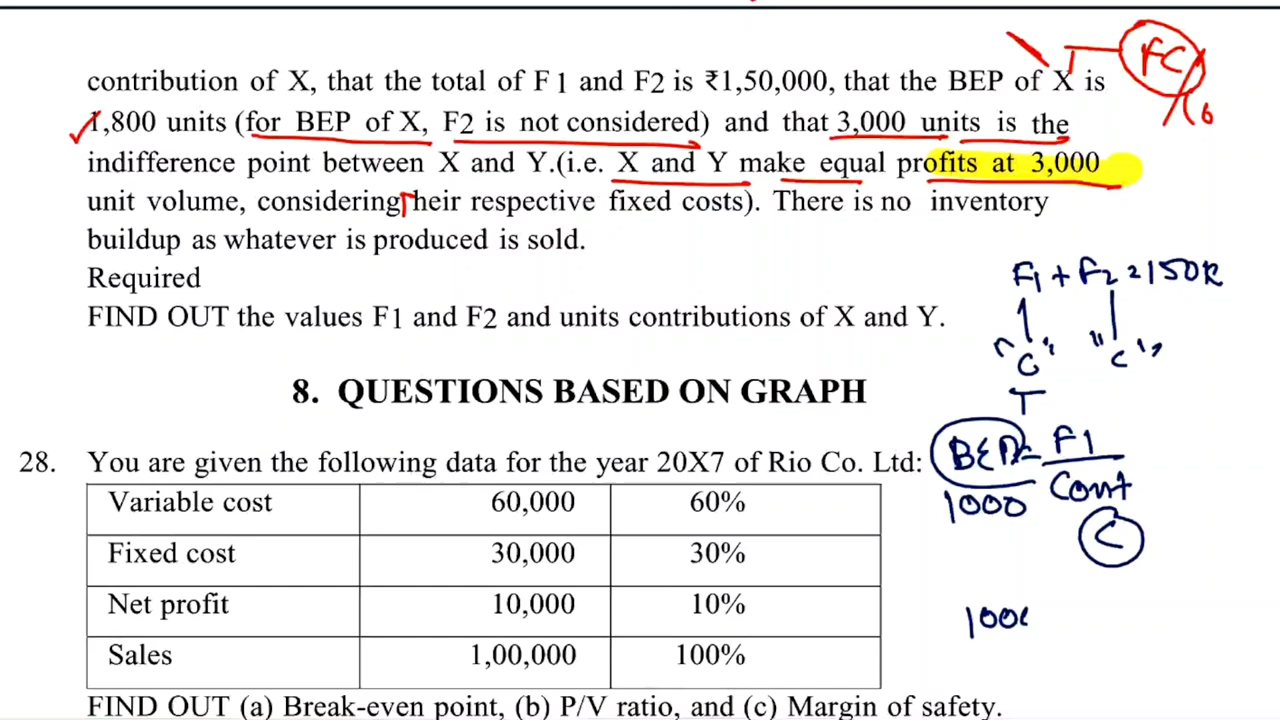 contribution of X, that the total of F1 and F2 is ₹1,50,000, that the BEP of X is
1,800 units (for BEP of X, F2 is not considered) and that 3,000 units is the
indifference point between X and Y.(i.e. X and Y make equal profits at 3,000
unit volume, considering their respective fixed costs). There is no inventory
buildup as whatever is produced is sold.
Required
FIND OUT the values F1 and F2 and units contributions of X and Y.
FC
F1 + F2 = 150K
"C" "C"
8. QUESTIONS BASED ON GRAPH
28. You are given the following data for the year 20X7 of Rio Co. Ltd:
Variable cost 60,000 60%
Fixed cost 30,000 30%
Net profit 10,000 10%
Sales 1,00,000 100%
FIND OUT (a) Break-even point, (b) P/V ratio, and (c) Margin of safety.
BEP = F1
1000 Cont
C